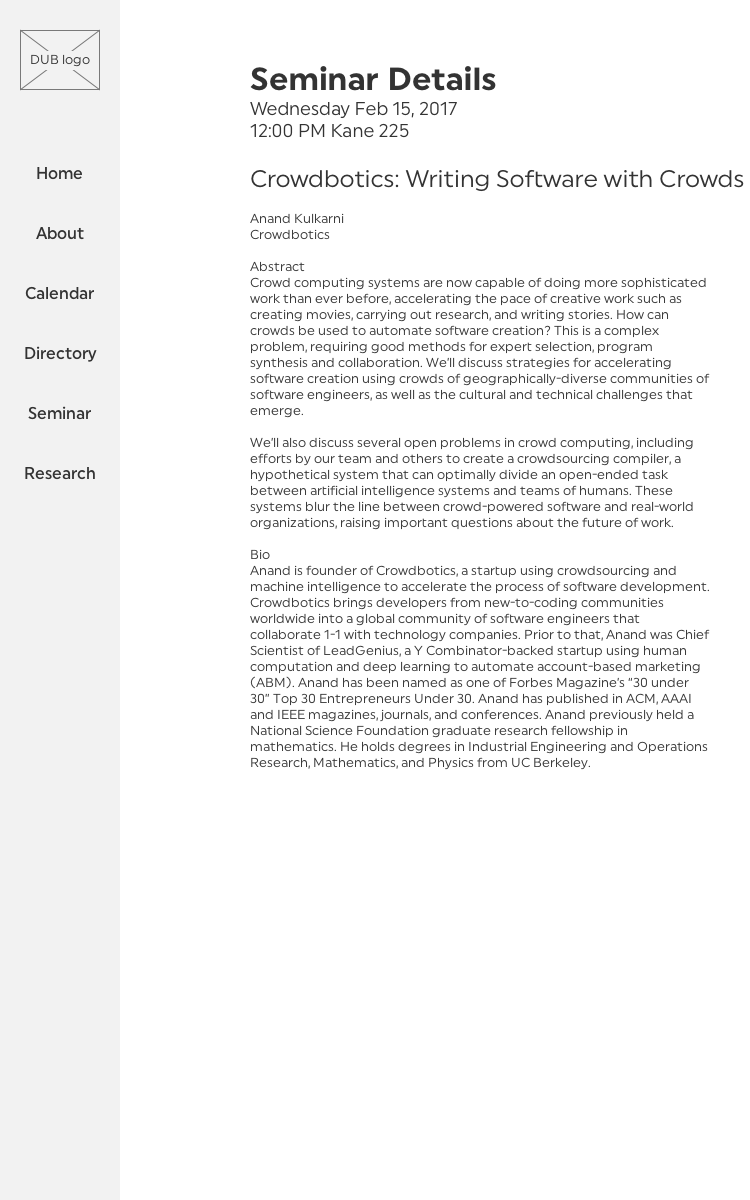 DUB logo
Home
About
Calendar
Directory
Seminar
Research
Seminar Details
Wednesday Feb 15, 2017
12:00 PM Kane 225
Crowdbotics: Writing Software with Crowds
Anand Kulkarni
Crowdbotics
Abstract
Crowd computing systems are now capable of doing more sophisticated
work than ever before, accelerating the pace of creative work such as
creating movies, carrying out research, and writing stories. How can
crowds be used to automate software creation? This is a complex
problem, requiring good methods for expert selection, program
synthesis and collaboration. We’ll discuss strategies for accelerating
software creation using crowds of geographically-diverse communities of
software engineers, as well as the cultural and technical challenges that
emerge.
We’ll also discuss several open problems in crowd computing, including
efforts by our team and others to create a crowdsourcing compiler, a
hypothetical system that can optimally divide an open-ended task
between artificial intelligence systems and teams of humans. These
systems blur the line between crowd-powered software and real-world
organizations, raising important questions about the future of work.
Bio
Anand is founder of Crowdbotics, a startup using crowdsourcing and
machine intelligence to accelerate the process of software development.
Crowdbotics brings developers from new-to-coding communities
worldwide into a global community of software engineers that
collaborate 1-1 with technology companies. Prior to that, Anand was Chief
Scientist of LeadGenius, a Y Combinator-backed startup using human
computation and deep learning to automate account-based marketing
(ABM). Anand has been named as one of Forbes Magazine’s “30 under
30” Top 30 Entrepreneurs Under 30. Anand has published in ACM, AAAI
and IEEE magazines, journals, and conferences. Anand previously held a
National Science Foundation graduate research fellowship in
mathematics. He holds degrees in Industrial Engineering and Operations
Research, Mathematics, and Physics from UC Berkeley.